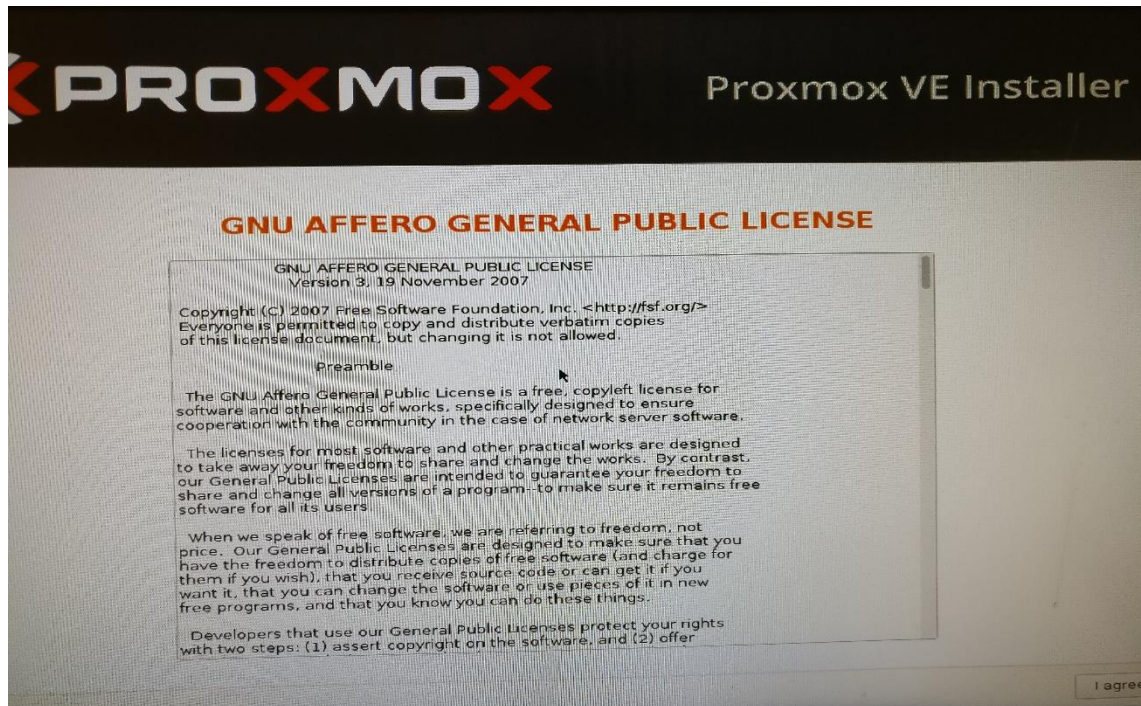 PROXMOX
Proxmox VE Installer
GNU AFFERO GENERAL PUBLIC LICENSE
GNU AFFERO GENERAL PUBLIC LICENSE
Version 3, 19 November 2007
Copyright (C) 2007 Free Software Foundation, Inc. <http://fsf.org/>
Everyone is permitted to copy and distribute verbatim copies
of this license document, but changing it is not allowed.
Preamble
The GNU Affero General Public License is a free, copyleft license for
software and other kinds of works, specifically designed to ensure
cooperation with the community in the case of network server software.
The licenses for most software and other practical works are designed
to take away your freedom to share and change the works. By contrast,
our General Public Licenses are intended to guarantee your freedom to
share and change all versions of a program--to make sure it remains free
software for all its users.
When we speak of free software, we are referring to freedom, not
price. Our General Public Licenses are designed to make sure that you
have the freedom to distribute copies of free software (and charge for
them if you wish), that you receive source code or can get it if you
want it, that you can change the software or use pieces of it in new
free programs, and that you know you can do these things.
Developers that use our General Public Licenses protect your rights
with two steps: (1) assert copyright on the software, and (2) offer
I agree